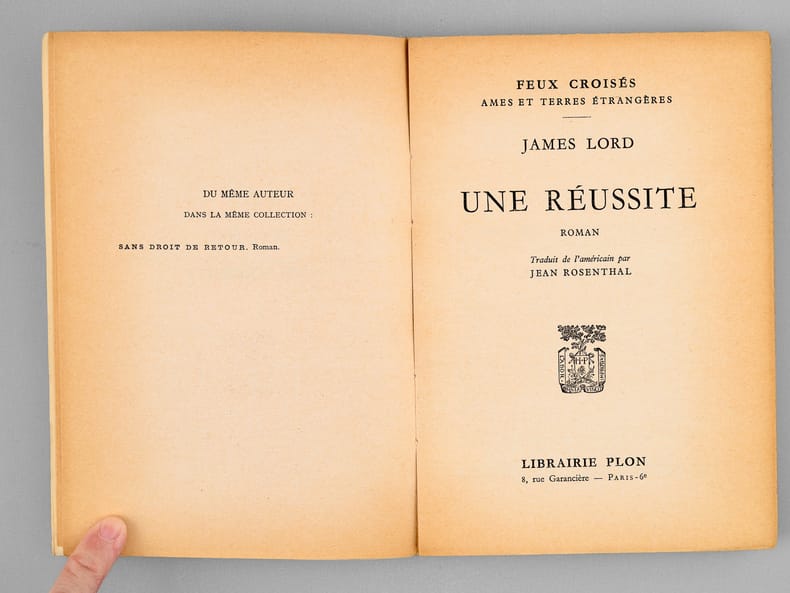 DU MÊME AUTEUR
DANS LA MÊME COLLECTION :
SANS DROIT DE RETOUR. Roman.
FEUX CROISÉS
AMES ET TERRES ÉTRANGÈRES
JAMES LORD
UNE RÉUSSITE
ROMAN
Traduit de l'américain par
JEAN ROSENTHAL
LIBRAIRIE PLON
8, rue Garancière — PARIS-6e